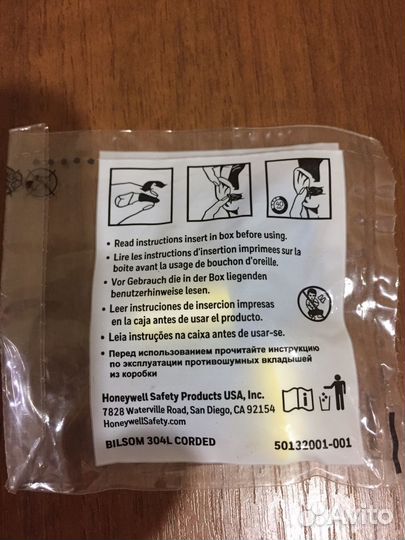 • Read instructions insert in box before using.
• Lire les instructions d'insertion imprimees sur la
boite avant la usage de bouchon d'oreille.
• Vor Gebrauch die in der Box liegenden
benutzerhinweise lesen.
• Leer instruciones de insercion impresas
en la caja antes de usar el producto.
• Leia instruções na caixa antes de usar-se.
• Перед использованием прочитайте инструкцию
по эксплуатации противошумных вкладышей
из коробки
Honeywell Safety Products USA, Inc.
7828 Waterville Road, San Diego, CA 92154
HoneywellSafety.com
BILSOM 304L CORDED 50132001-001
Avito